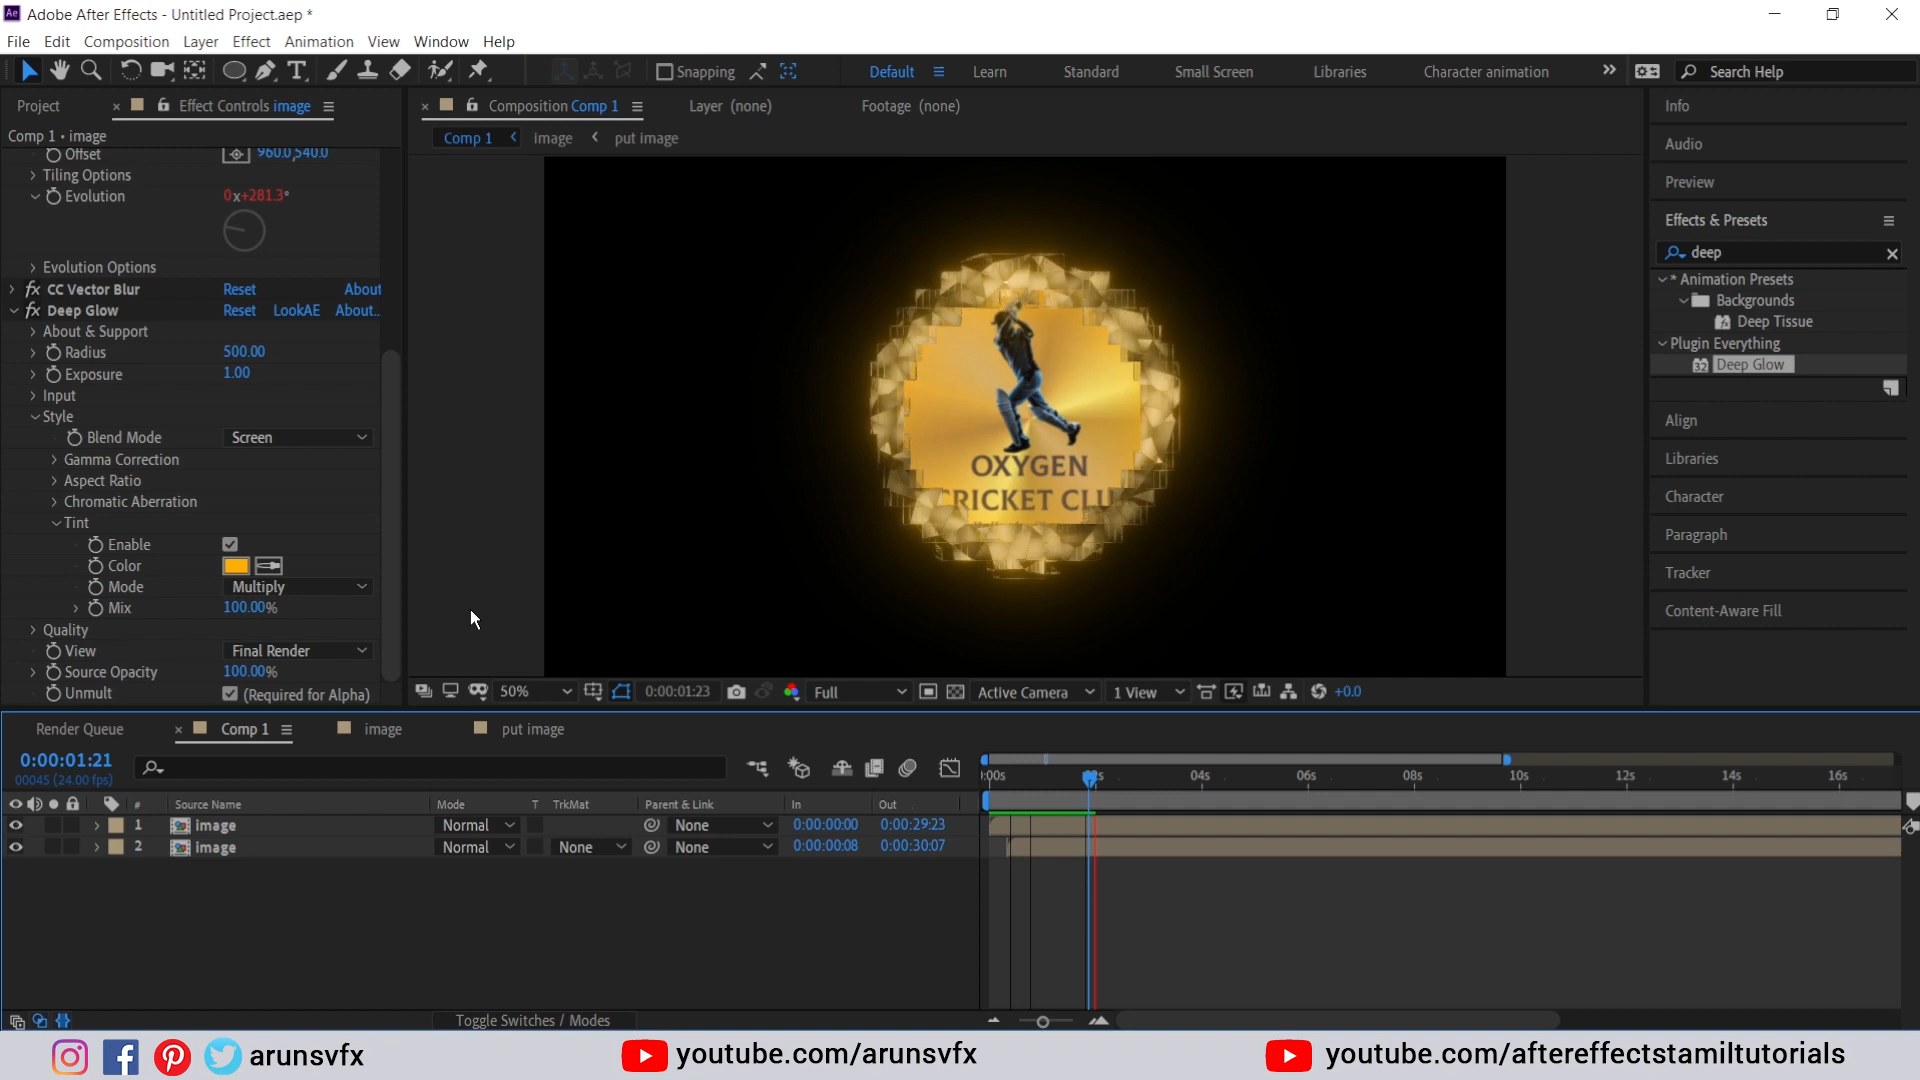 Ae Adobe After Effects - Untitled Project.aep *
File Edit Composition Layer Effect Animation View Window Help
T Snapping Default Learn Standard Small Screen Libraries Character animation Search Help
Project Effect Controls image
Comp 1 • image
Offset 960.0,540.0
Tiling Options
Evolution 0x+281.3°
Evolution Options
fx CC Vector Blur Reset About
fx Deep Glow Reset LookAE About..
About & Support
Radius 500.00
Exposure 1.00
Input
Style
Blend Mode Screen
Gamma Correction
Aspect Ratio
Chromatic Aberration
Tint
Enable
Color
Mode Multiply
Mix 100.00%
Quality
View Final Render
Source Opacity 100.00%
Unmult (Required for Alpha)
Composition Comp 1 Layer (none) Footage (none)
Comp 1 image put image
OXYGEN
RICKET CLU
50% 0:00:01:23 Full Active Camera 1 View +0.0
Info
Audio
Preview
Effects & Presets
deep
* Animation Presets
Backgrounds
Deep Tissue
Plugin Everything
32 Deep Glow
Align
Libraries
Character
Paragraph
Tracker
Content-Aware Fill
Render Queue Comp 1 image put image
0:00:01:21
00045 (24.00 fps)
# Source Name Mode T TrkMat Parent & Link In Out
1 image Normal None 0:00:00:00 0:00:29:23
2 image Normal None None 0:00:00:08 0:00:30:07
):00s 04s 06s 08s 10s 12s 14s 16s
Toggle Switches / Modes
arunsvfx youtube.com/arunsvfx youtube.com/aftereffectstamiltutorials